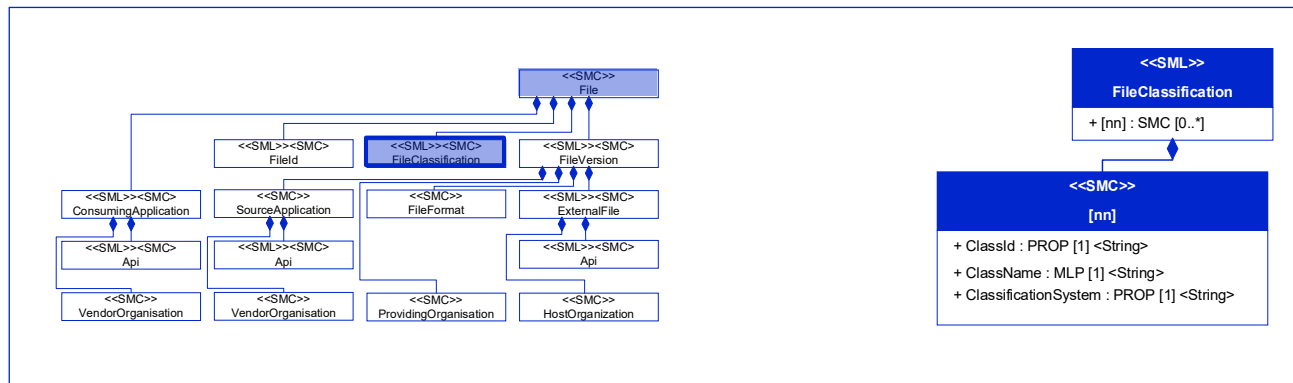 <<SMC>>
File
<<SML>><<SMC>
FileId
<<SML>><<SMC>
FileClassification
<<SML>><<SMC>
FileVersion
<<SML>><<SMC>
ConsumingApplication
<<SML>><<SMC>
SourceApplication
<<SMC>>
FileFormat
<<SML>><<SMC>
ExternalFile
<<SML>><<SMC>
Api
<<SML>><<SMC>
Api
<<SML>><<SMC>
Api
<<SMC>>
VendorOrganisation
<<SMC>>
VendorOrganisation
<<SMC>>
ProvidingOrganisation
<<SMC>>
HostOrganization
<<SML>>
FileClassification
+ [nn] : SMC [0..*]
<<SMC>>
[nn]
+ ClassId : PROP [1] <String>
+ ClassName : MLP [1] <String>
+ ClassificationSystem : PROP [1] <String>